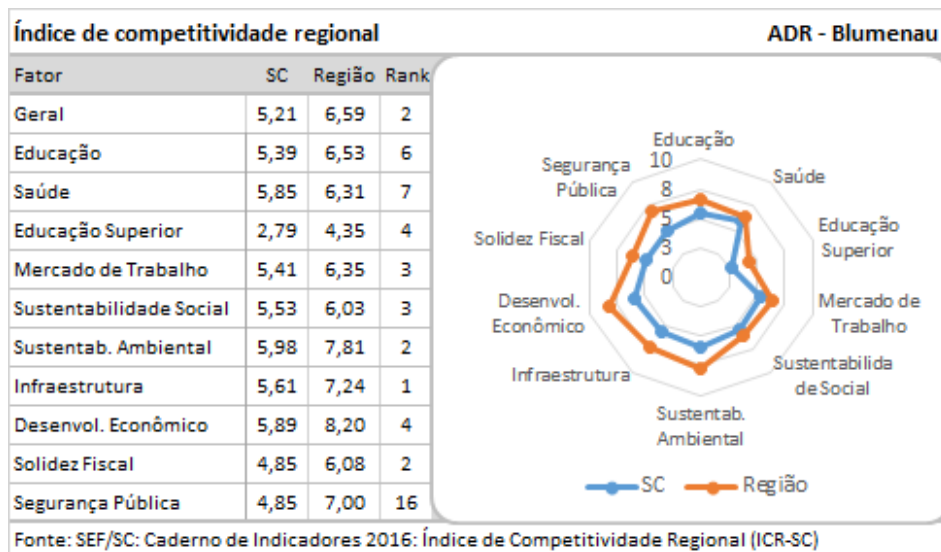 Índice de competitividade regional ADR - Blumenau
Fator SC Região Rank
Geral 5,21 6,59 2
Educação 5,39 6,53 6
Saúde 5,85 6,31 7
Educação Superior 2,79 4,35 4
Mercado de Trabalho 5,41 6,35 3
Sustentabilidade Social 5,53 6,03 3
Sustentab. Ambiental 5,98 7,81 2
Infraestrutura 5,61 7,24 1
Desenvol. Econômico 5,89 8,20 4
Solidez Fiscal 4,85 6,08 2
Segurança Pública 4,85 7,00 16
Educação
Saúde
Educação
Superior
Mercado de
Trabalho
Sustentabilida
de Social
Sustentab.
Ambiental
Infraestrutura
Desenvol.
Econômico
Solidez Fiscal
Segurança
Pública
10
8
5
3
0
SC Região
Fonte: SEF/SC: Caderno de Indicadores 2016: Índice de Competitividade Regional (ICR-SC)